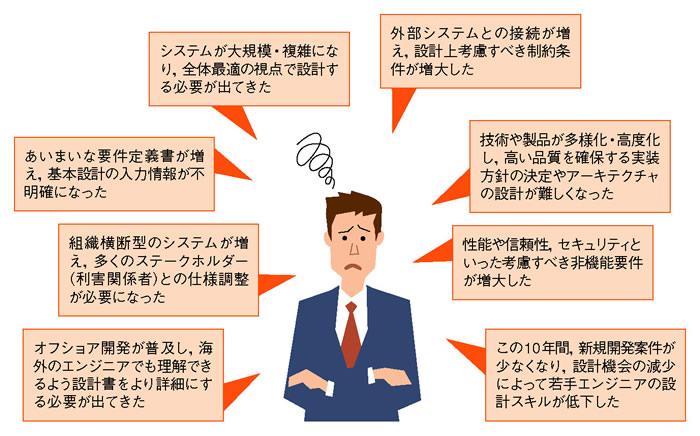 システムが大規模・複雑にな
り，全体最適の視点で設計す
る必要が出てきた
外部システムとの接続が増
え，設計上考慮すべき制約条
件が増大した
あいまいな要件定義書が増
え，基本設計の入力情報が不
明確になった
技術や製品が多様化・高度化
し，高い品質を確保する実装
方針の決定やアーキテクチャ
の設計が難しくなった
組織横断型のシステムが増
え，多くのステークホルダー
（利害関係者）との仕様調整
が必要になった
性能や信頼性，セキュリティと
いった考慮すべき非機能要件
が増大した
オフショア開発が普及し，海
外のエンジニアでも理解でき
るよう設計書をより詳細にす
る必要が出てきた
この10年間，新規開発案件が
少なくなり，設計機会の減少
によって若手エンジニアの設
計スキルが低下した